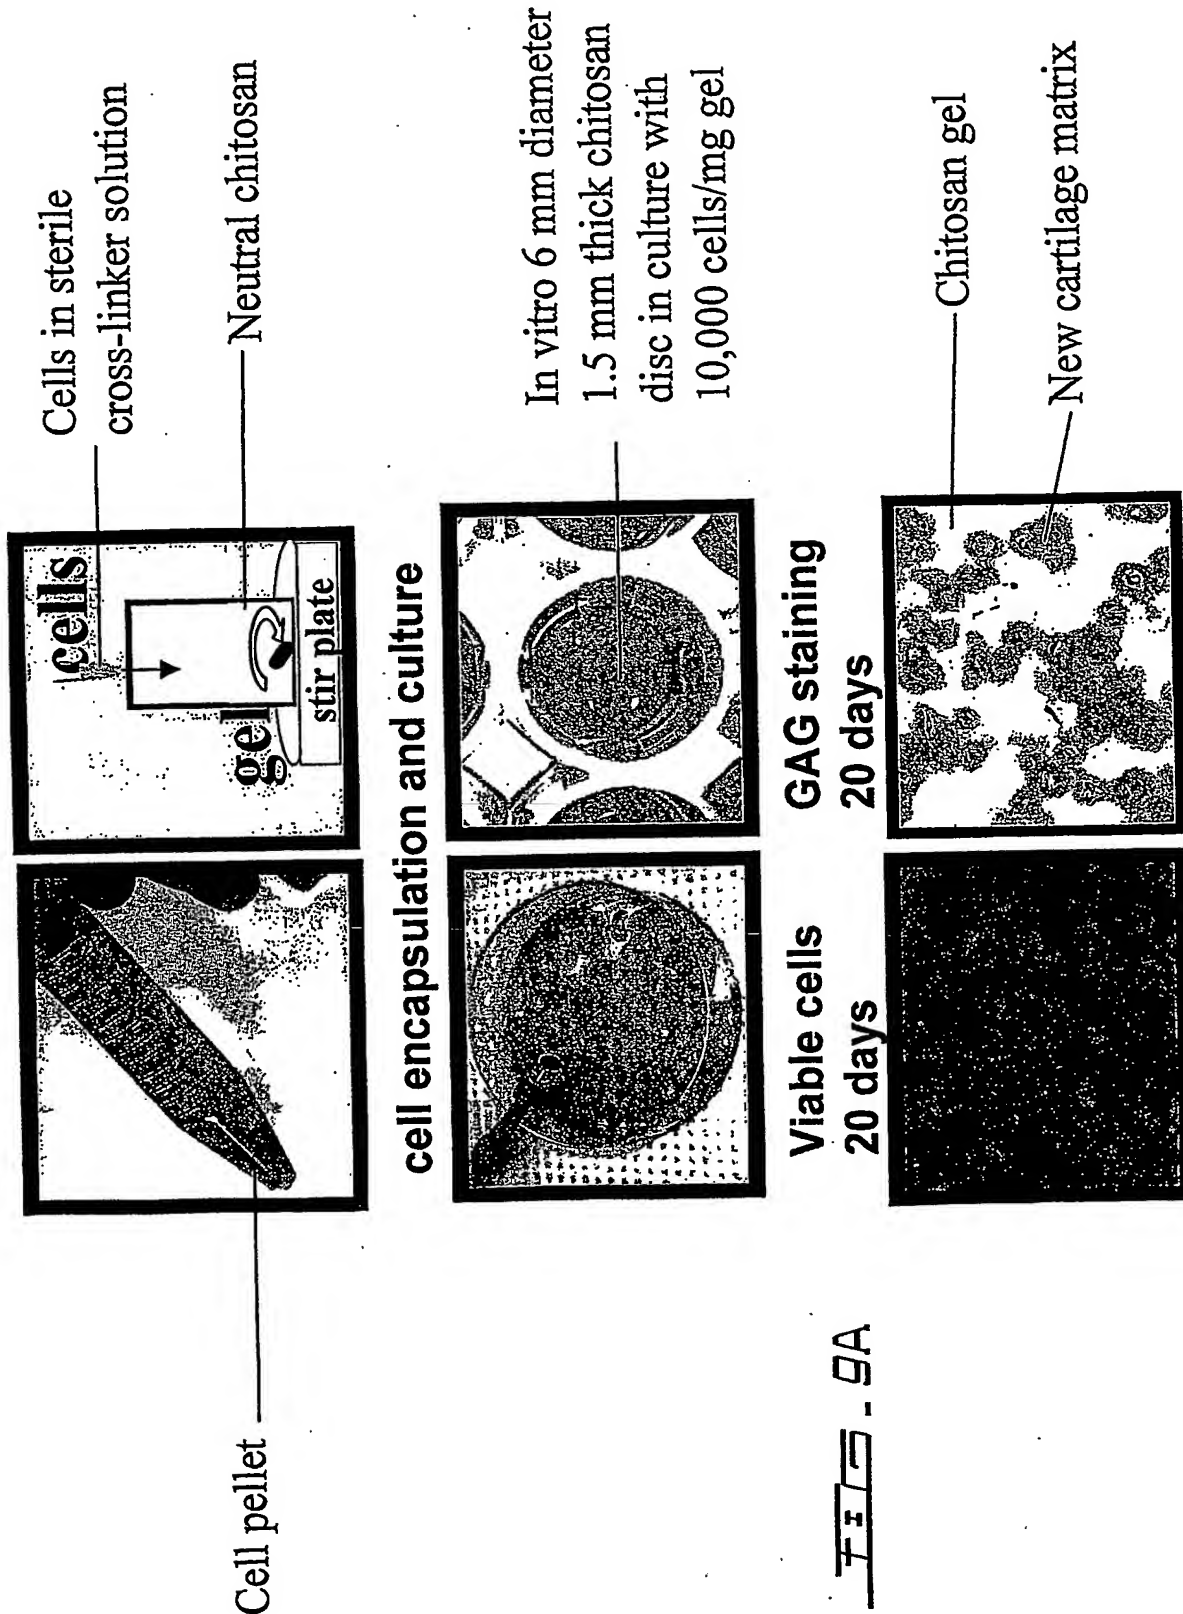 Cells in sterile
cross-linker solution
Cell pellet
cells
gel
stir plate
Neutral chitosan
cell encapsulation and culture
In vitro 6 mm diameter
1.5 mm thick chitosan
disc in culture with
10,000 cells/mg gel
Viable cells
20 days
GAG staining
20 days
Chitosan gel
New cartilage matrix
FIG. 9A